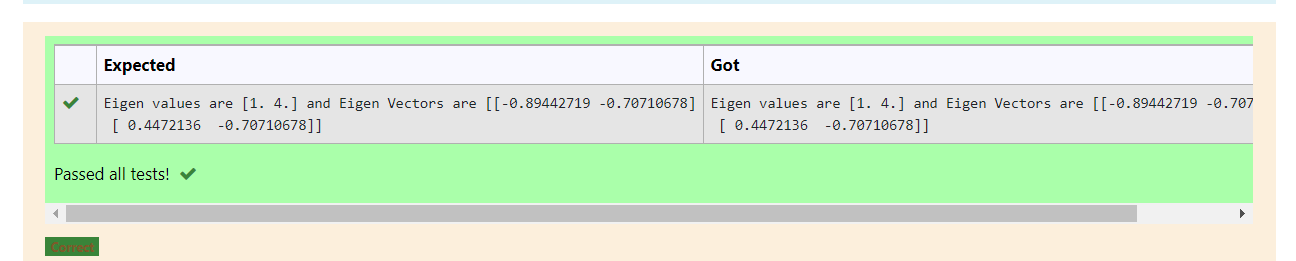 Expected Got
Eigen values are [1. 4.] and Eigen Vectors are [[-0.89442719 -0.70710678] Eigen values are [1. 4.] and Eigen Vectors are [[-0.89442719 -0.707
[ 0.4472136  -0.70710678]] [ 0.4472136  -0.70710678]]
Passed all tests!
Correct